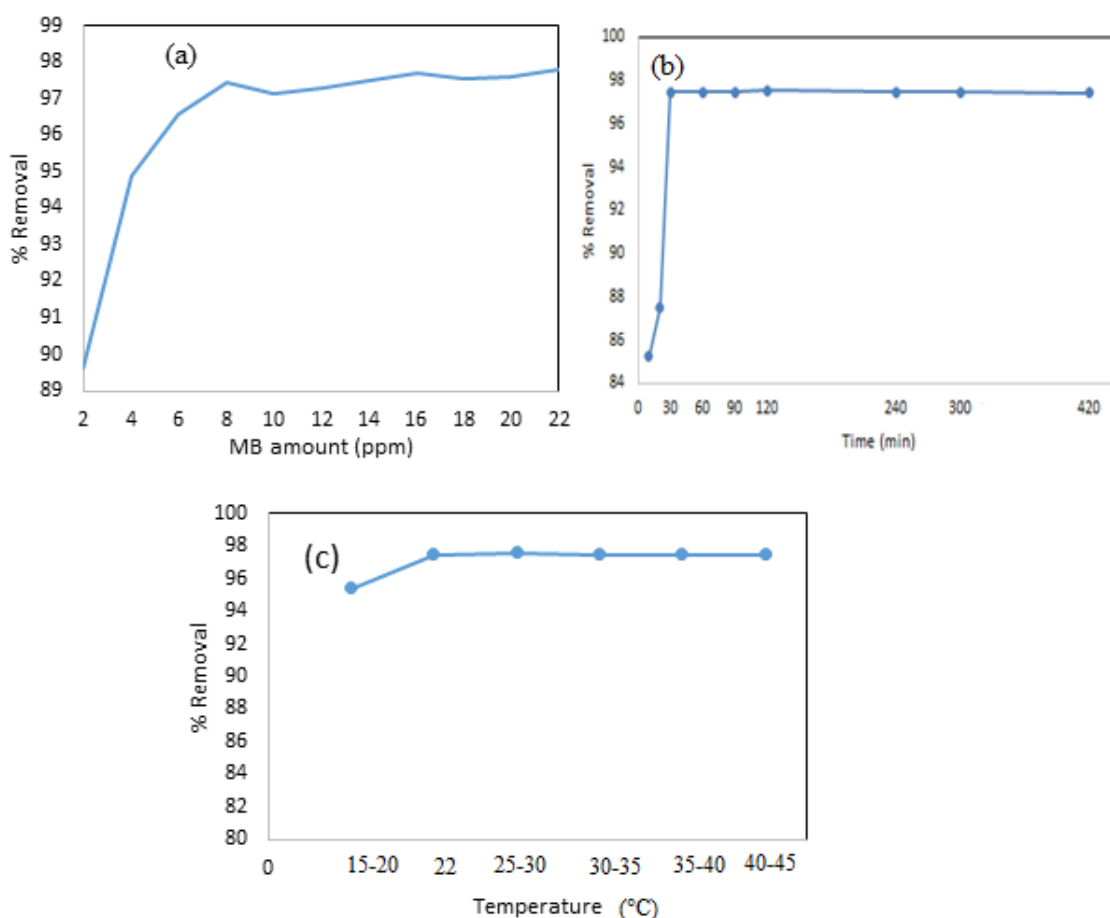 (a)
99
98
97
96
95
94
93
92
91
90
89
% Removal
2 4 6 8 10 12 14 16 18 20 22
MB amount (ppm)
(b)
100
98
96
94
92
90
88
86
84
% Removal
0 30 60 90 120 240 300 420
Time (min)
(c)
100
98
96
94
92
90
88
86
84
82
80
% Removal
0 15-20 22 25-30 30-35 35-40 40-45
Temperature (°C)